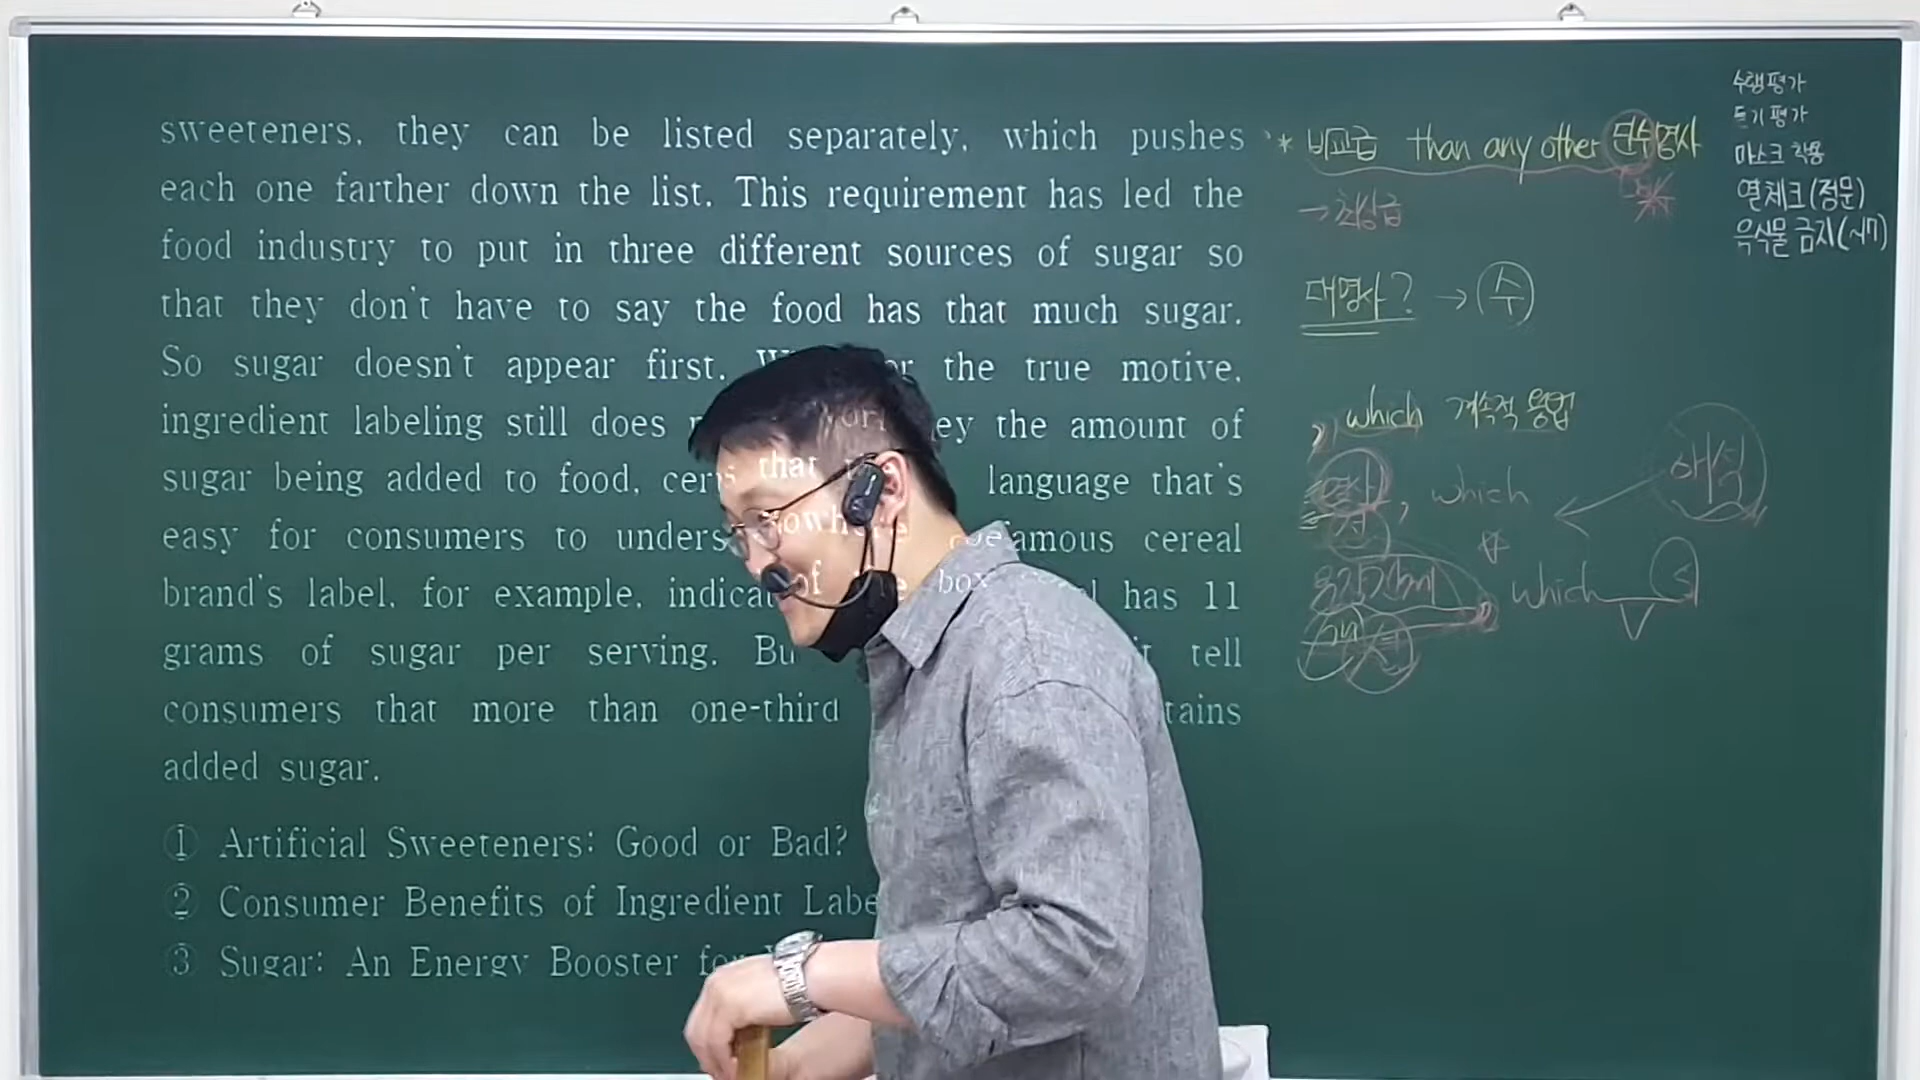 sweeteners, they can be listed separately, which pushes
each one farther down the list. This requirement has led the
food industry to put in three different sources of sugar so
that they don't have to say the food has that much sugar.
So sugar doesn't appear first. the true motive,
ingredient labeling still does the amount of
sugar being added to food, language that's
easy for consumers to cereal
brand's label, for example, has 11
grams of sugar per serving. tell
consumers that more than one-third
added sugar.
① Artificial Sweeteners: Good or Bad?
② Consumer Benefits of Ingredient
③ Sugar: An Energy Booster
* 비교급 than any other 단수명사
→ 최상급
대명사? → 수
which 계속적 용법
명사, which
which
해석
수행평가
듣기평가
마스크 착용
열체크(정문)
음식물 금지